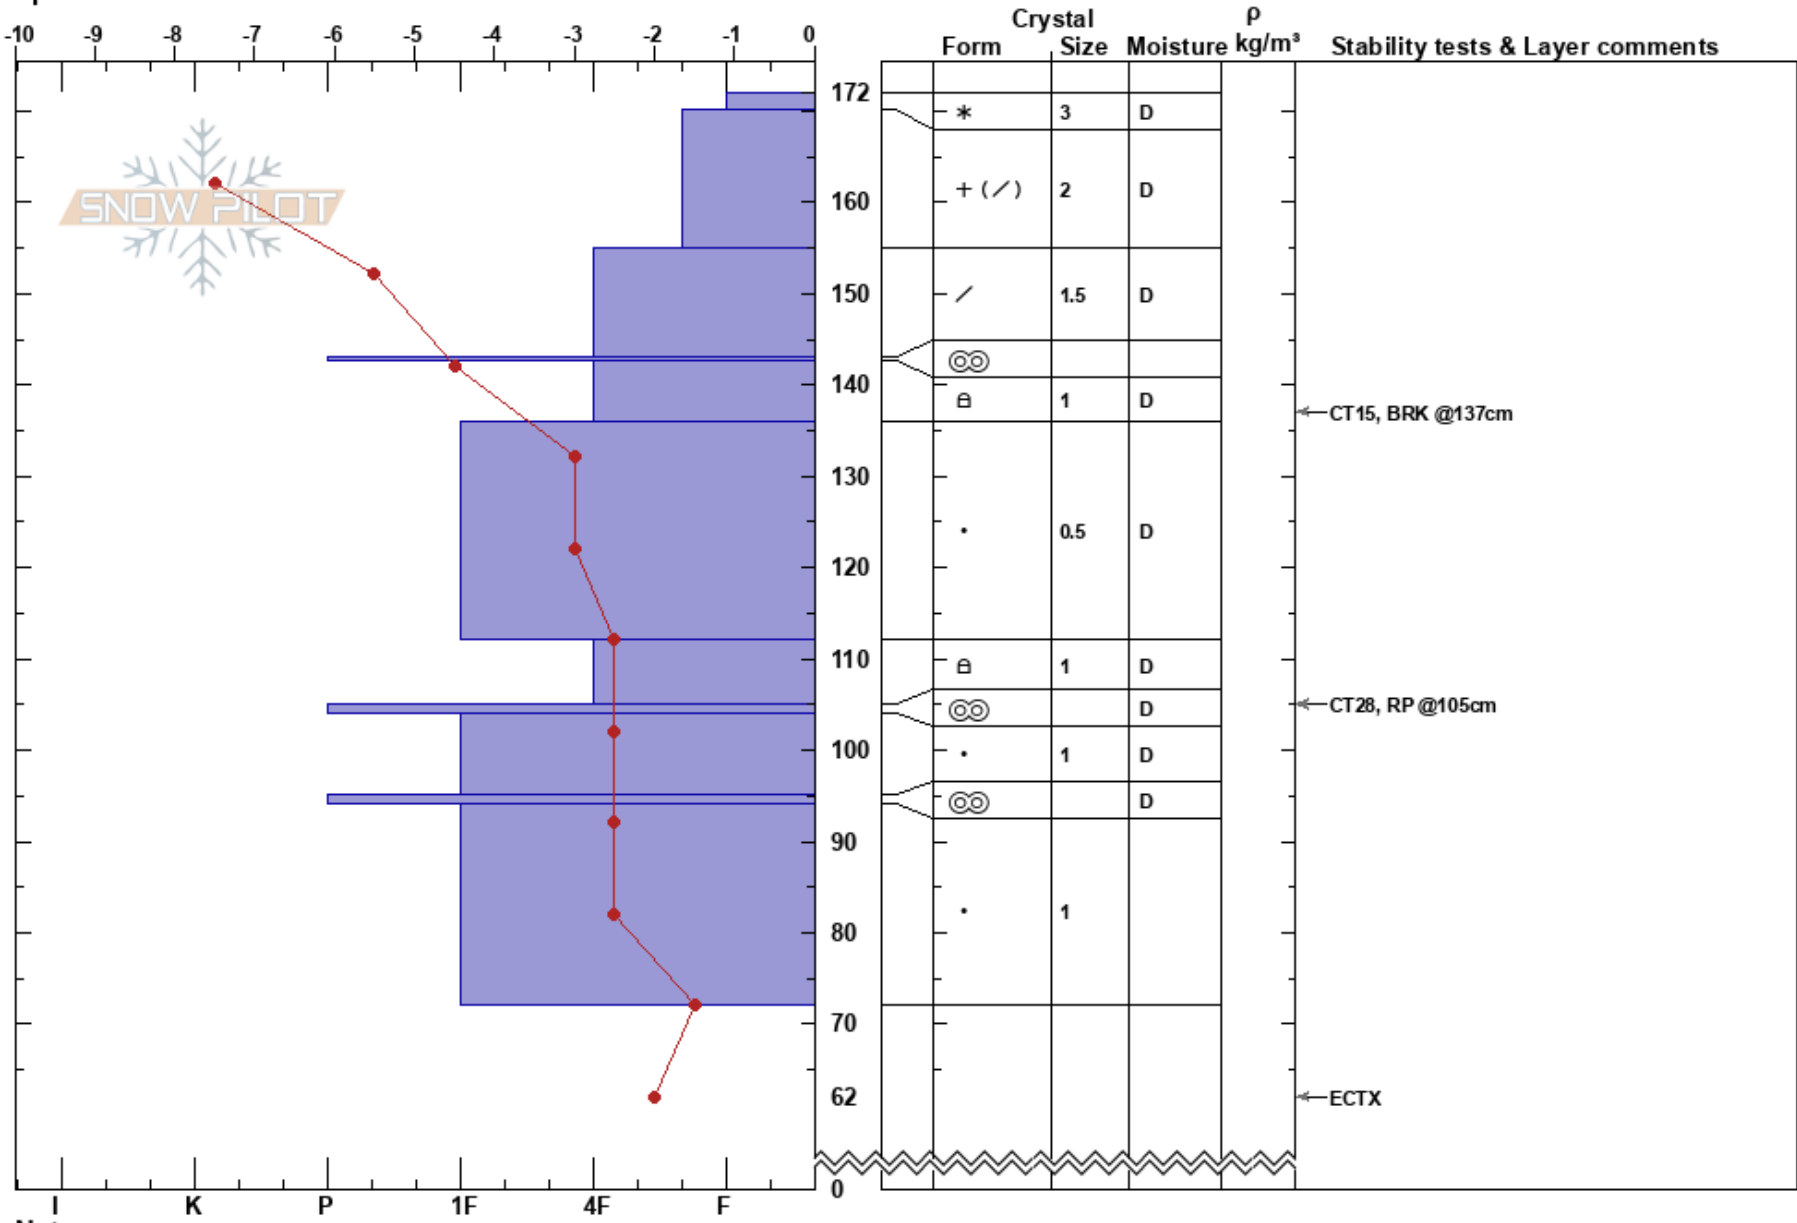 Crystal ρ
-10 -9 -8 -7 -6 -5 -4 -3 -2 -1 0
Form Size Moisture kg/m³ Stability tests & Layer comments
172
* 3 D
SNOW PILOT
+ (/) 2 D
160
150 / 1.5 D
140
1 D
CT15, BRK @137cm
130
• 0.5 D
120
110 1 D
D CT28, RP @105cm
100 • 1 D
D
90
• 1
80
70
62 ECTX
0
I K P 1F 4F F